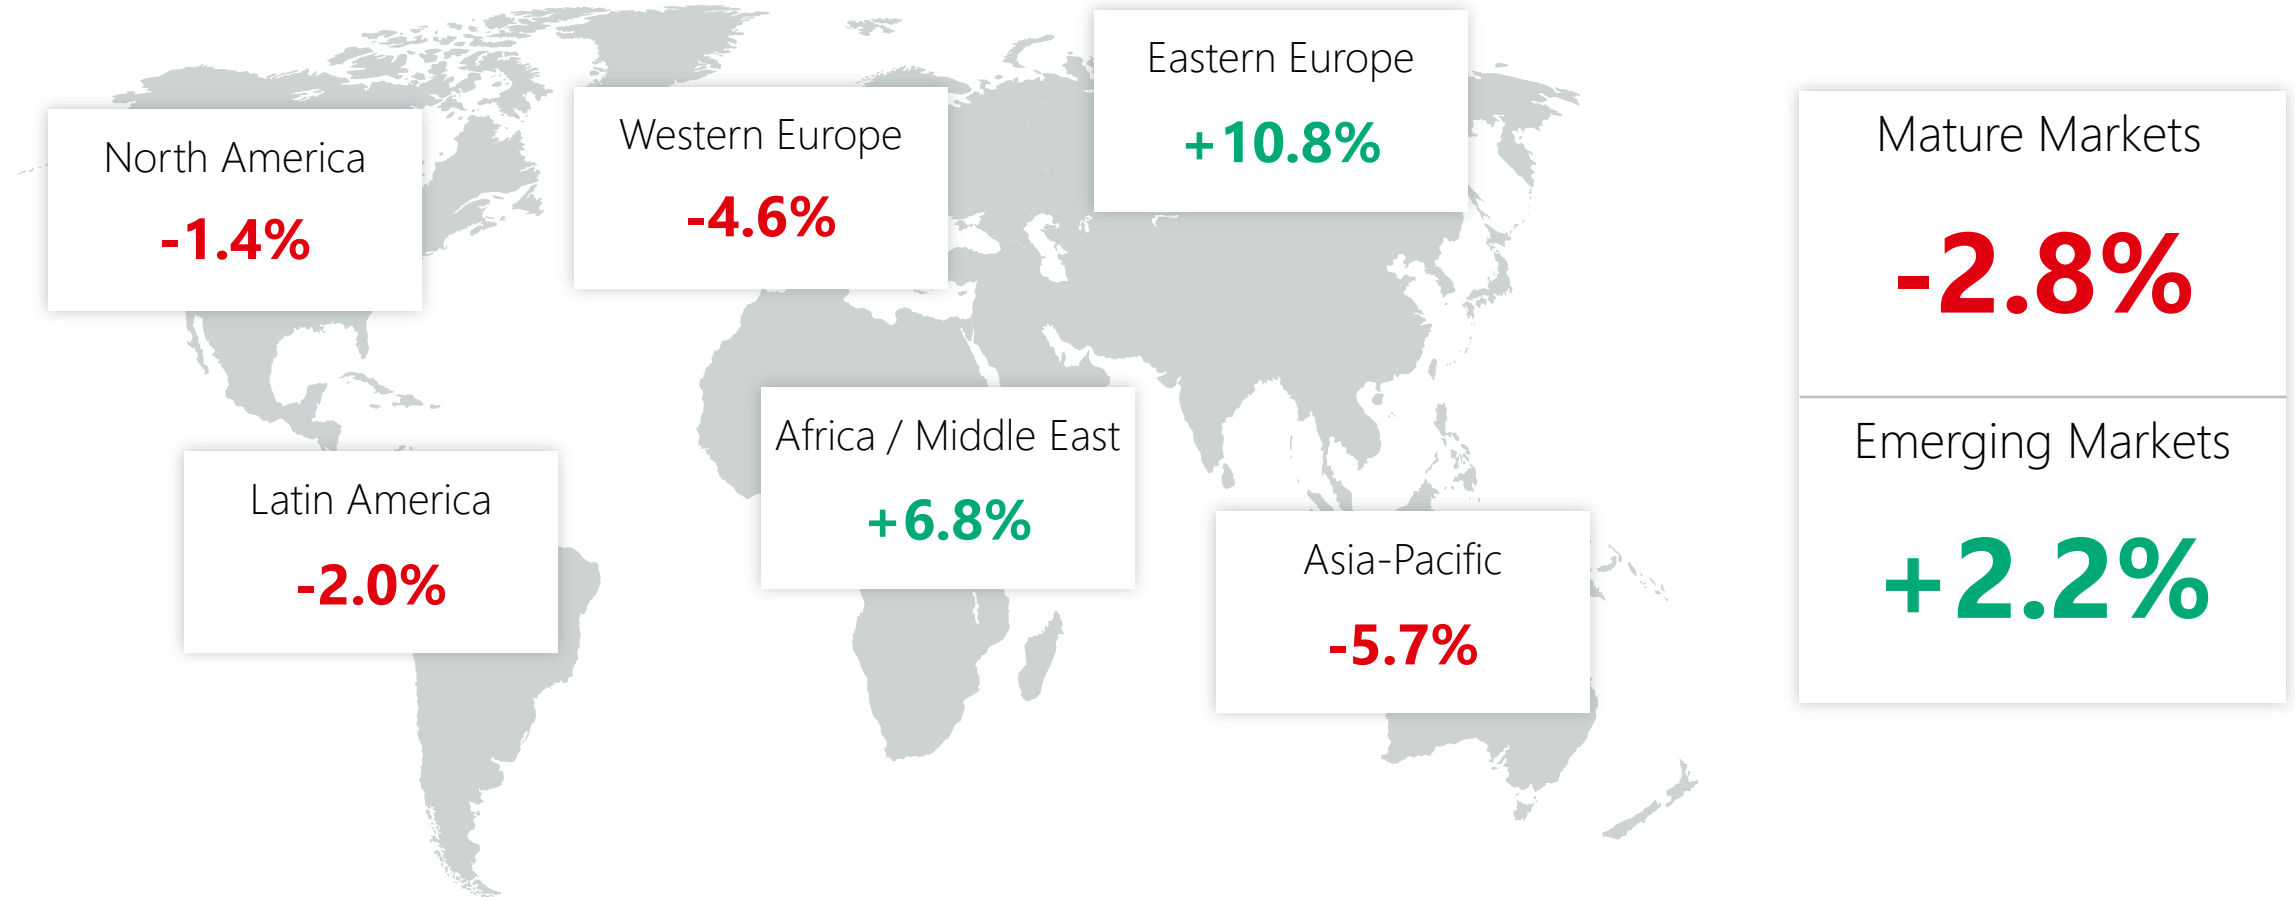 North America
-1.4%
Western Europe
-4.6%
Eastern Europe
+10.8%
Latin America
-2.0%
Africa / Middle East
+6.8%
Asia-Pacific
-5.7%
Mature Markets
-2.8%
Emerging Markets
+2.2%